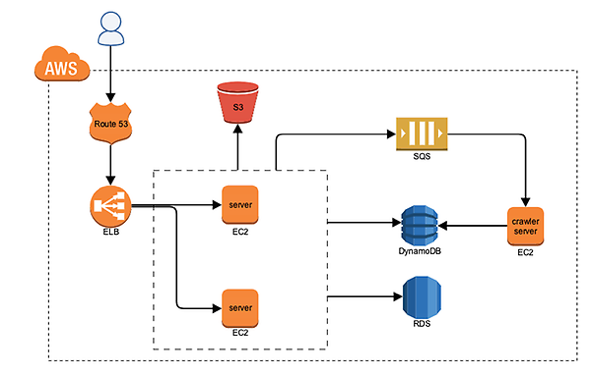 AWS
Route 53
S3
SQS
server
EC2
ELB
DynamoDB
crawler
server
EC2
server
EC2
RDS